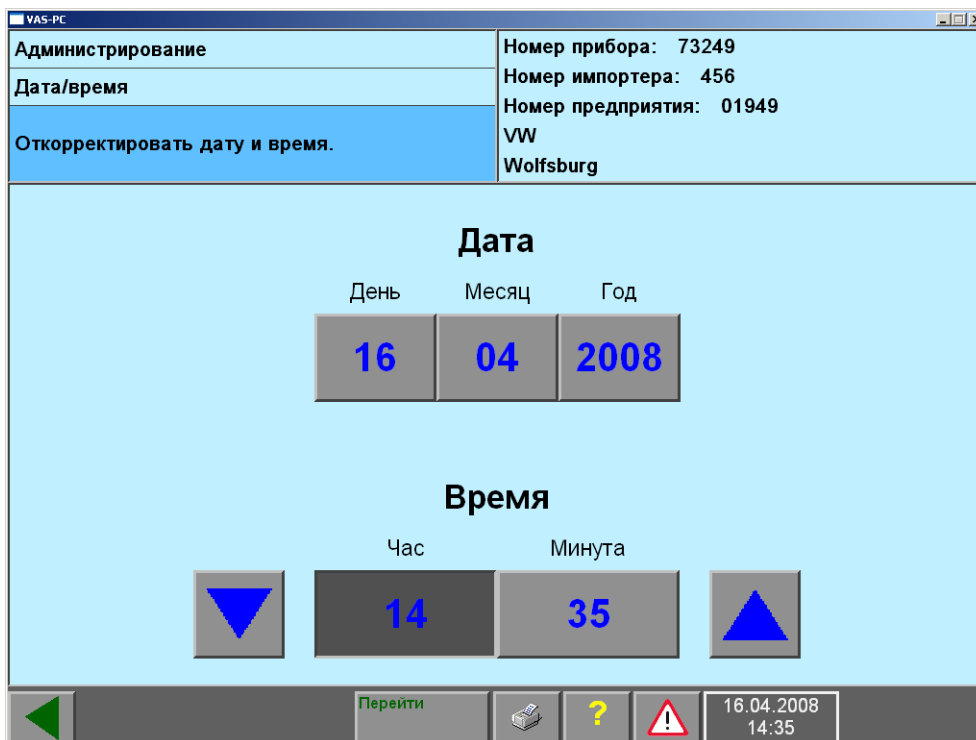 VAS-PC
Администрирование
Дата/время
Откорректировать дату и время.
Номер прибора: 73249
Номер импортера: 456
Номер предприятия: 01949
VW
Wolfsburg
Дата
День Месяц Год
16 04 2008
Время
Час Минута
14 35
Перейти
?
!
16.04.2008
14:35